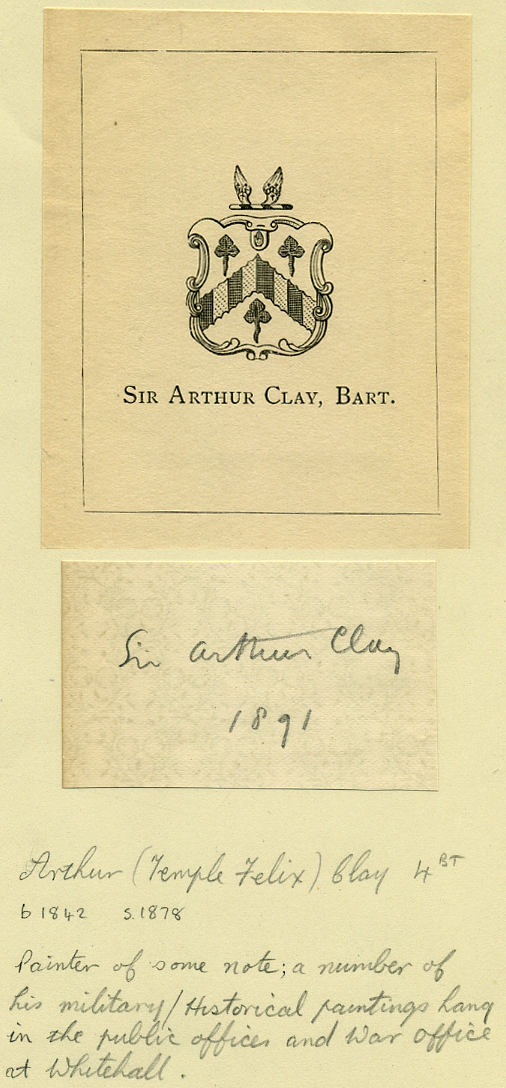 SIR ARTHUR CLAY, BART.
Sir Arthur Clay
1891
Arthur (Temple Felix) Clay 4BT
b 1842 s. 1878
Painter of some note; a number of
his military/Historical paintings hang
in the public offices and War Office
at Whitehall.